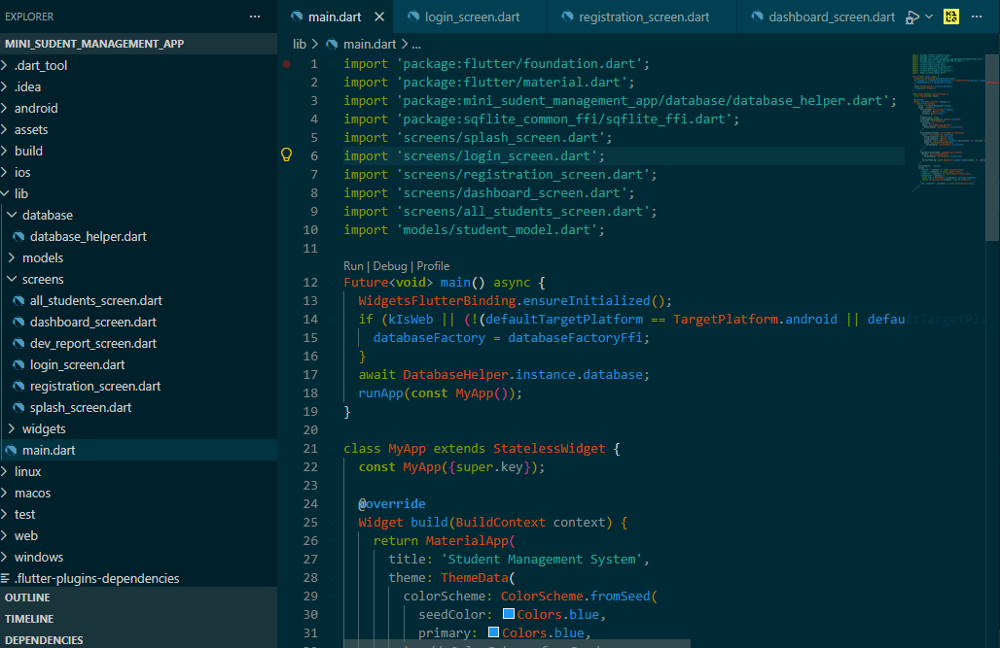 EXPLORER
MINI_SUDENT_MANAGEMENT_APP
.dart_tool
.idea
android
assets
build
ios
lib
database
database_helper.dart
models
screens
all_students_screen.dart
dashboard_screen.dart
dev_report_screen.dart
login_screen.dart
registration_screen.dart
splash_screen.dart
widgets
main.dart
linux
macos
test
web
windows
.flutter-plugins-dependencies
OUTLINE
TIMELINE
DEPENDENCIES
main.dart login_screen.dart registration_screen.dart dashboard_screen.dart
lib > main.dart > ...
1 import 'package:flutter/foundation.dart';
2 import 'package:flutter/material.dart';
3 import 'package:mini_sudent_management_app/database/database_helper.dart';
4 import 'package:sqflite_common_ffi/sqflite_ffi.dart';
5 import 'screens/splash_screen.dart';
6 import 'screens/login_screen.dart';
7 import 'screens/registration_screen.dart';
8 import 'screens/dashboard_screen.dart';
9 import 'screens/all_students_screen.dart';
10 import 'models/student_model.dart';
11
Run | Debug | Profile
12 Future<void> main() async {
13 WidgetsFlutterBinding.ensureInitialized();
14 if (kIsWeb || (!(defaultTargetPlatform == TargetPlatform.android || defaultTargetPla
15 databaseFactory = databaseFactoryFfi;
16 }
17 await DatabaseHelper.instance.database;
18 runApp(const MyApp());
19 }
20
21 class MyApp extends StatelessWidget {
22 const MyApp({super.key});
23
24 @override
25 Widget build(BuildContext context) {
26 return MaterialApp(
27 title: 'Student Management System',
28 theme: ThemeData(
29 colorScheme: ColorScheme.fromSeed(
30 seedColor: Colors.blue,
31 primary: Colors.blue,